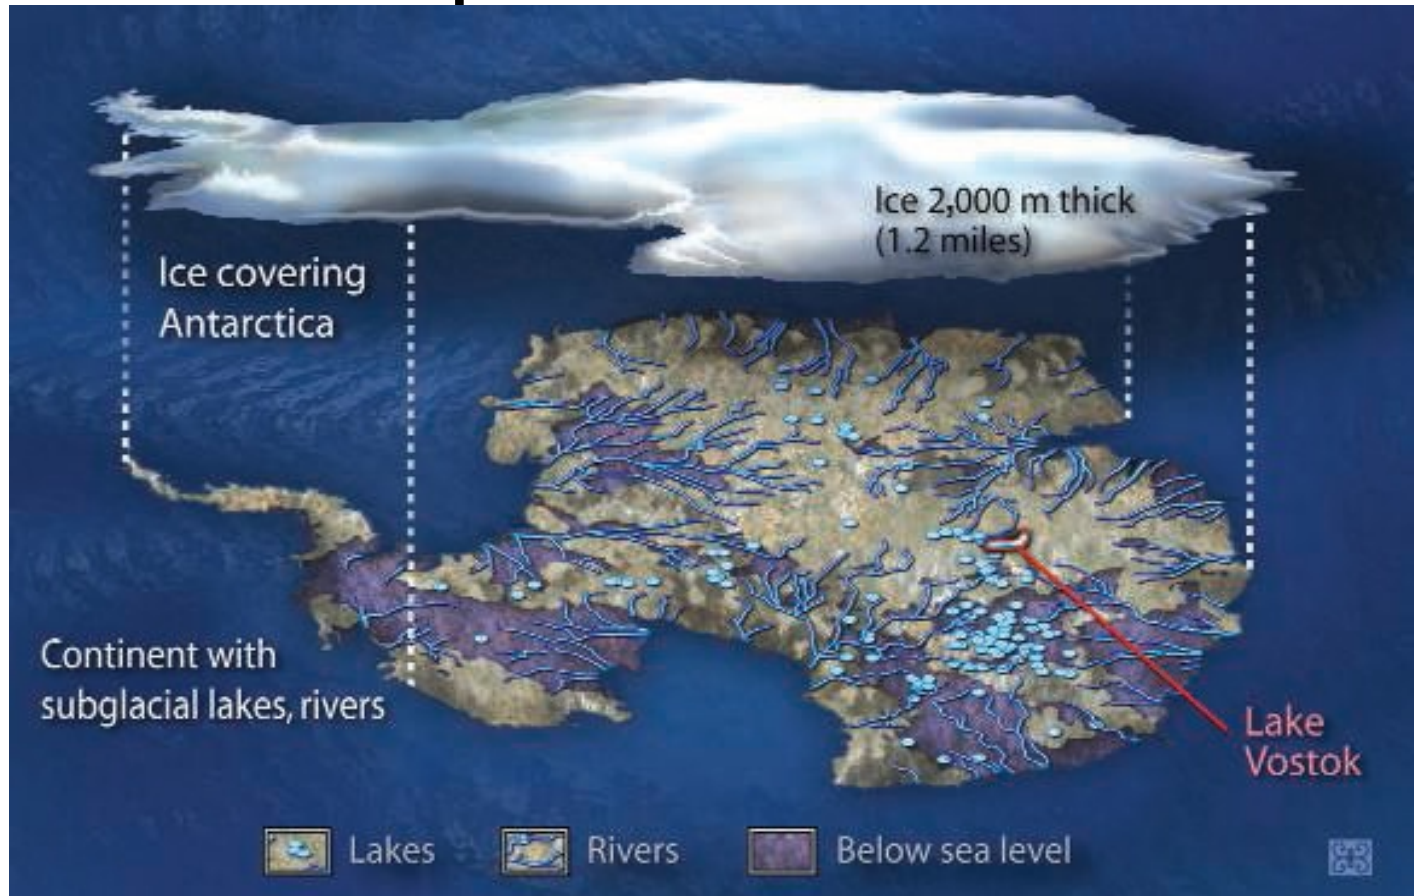 Ice 2,000 m thick
(1.2 miles)
Ice covering
Antarctica
Continent with
subglacial lakes, rivers
Lake
Vostok
Lakes
Rivers
Below sea level